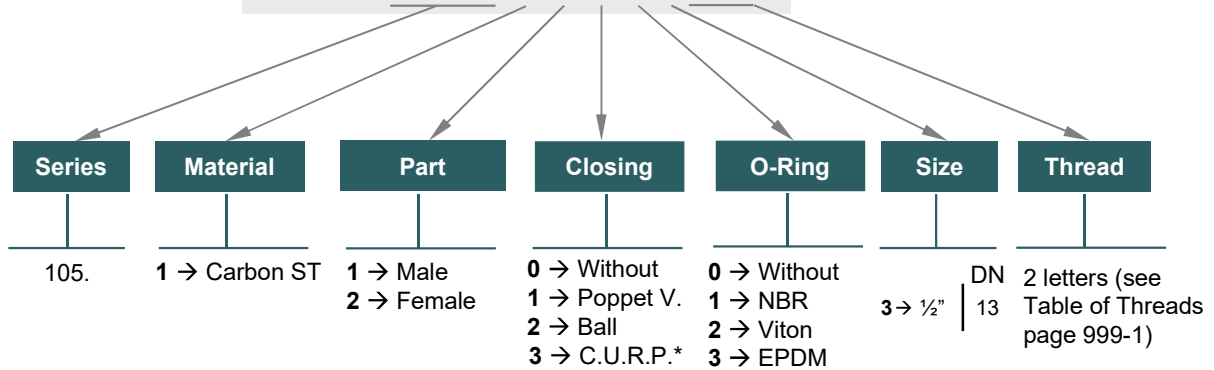 Series
Material
Part
Closing
O-Ring
Size
Thread
105.
1 → Carbon ST
1 → Male
2 → Female
0 → Without
1 → Poppet V.
2 → Ball
3 → C.U.R.P.*
0 → Without
1 → NBR
2 → Viton
3 → EPDM
DN
3 → ½” 13
2 letters (see
Table of Threads
page 999-1)